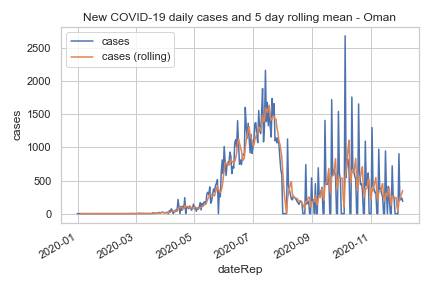 New COVID-19 daily cases and 5 day rolling mean - Oman
cases
cases (rolling)
2500
2000
1500
1000
500
0
cases
2020-01
2020-03
2020-05
2020-07
2020-09
2020-11
dateRep